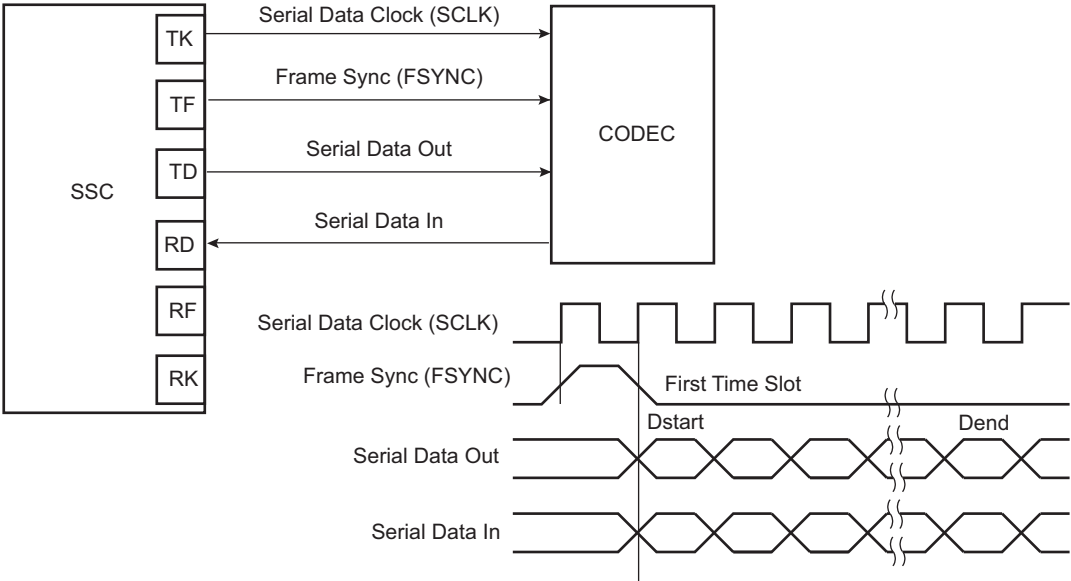 Serial Data Clock (SCLK)
TK
Frame Sync (FSYNC)
TF
CODEC
Serial Data Out
TD
SSC
Serial Data In
RD
RF
Serial Data Clock (SCLK)
RK
Frame Sync (FSYNC)
First Time Slot
Dstart
Dend
Serial Data Out
Serial Data In